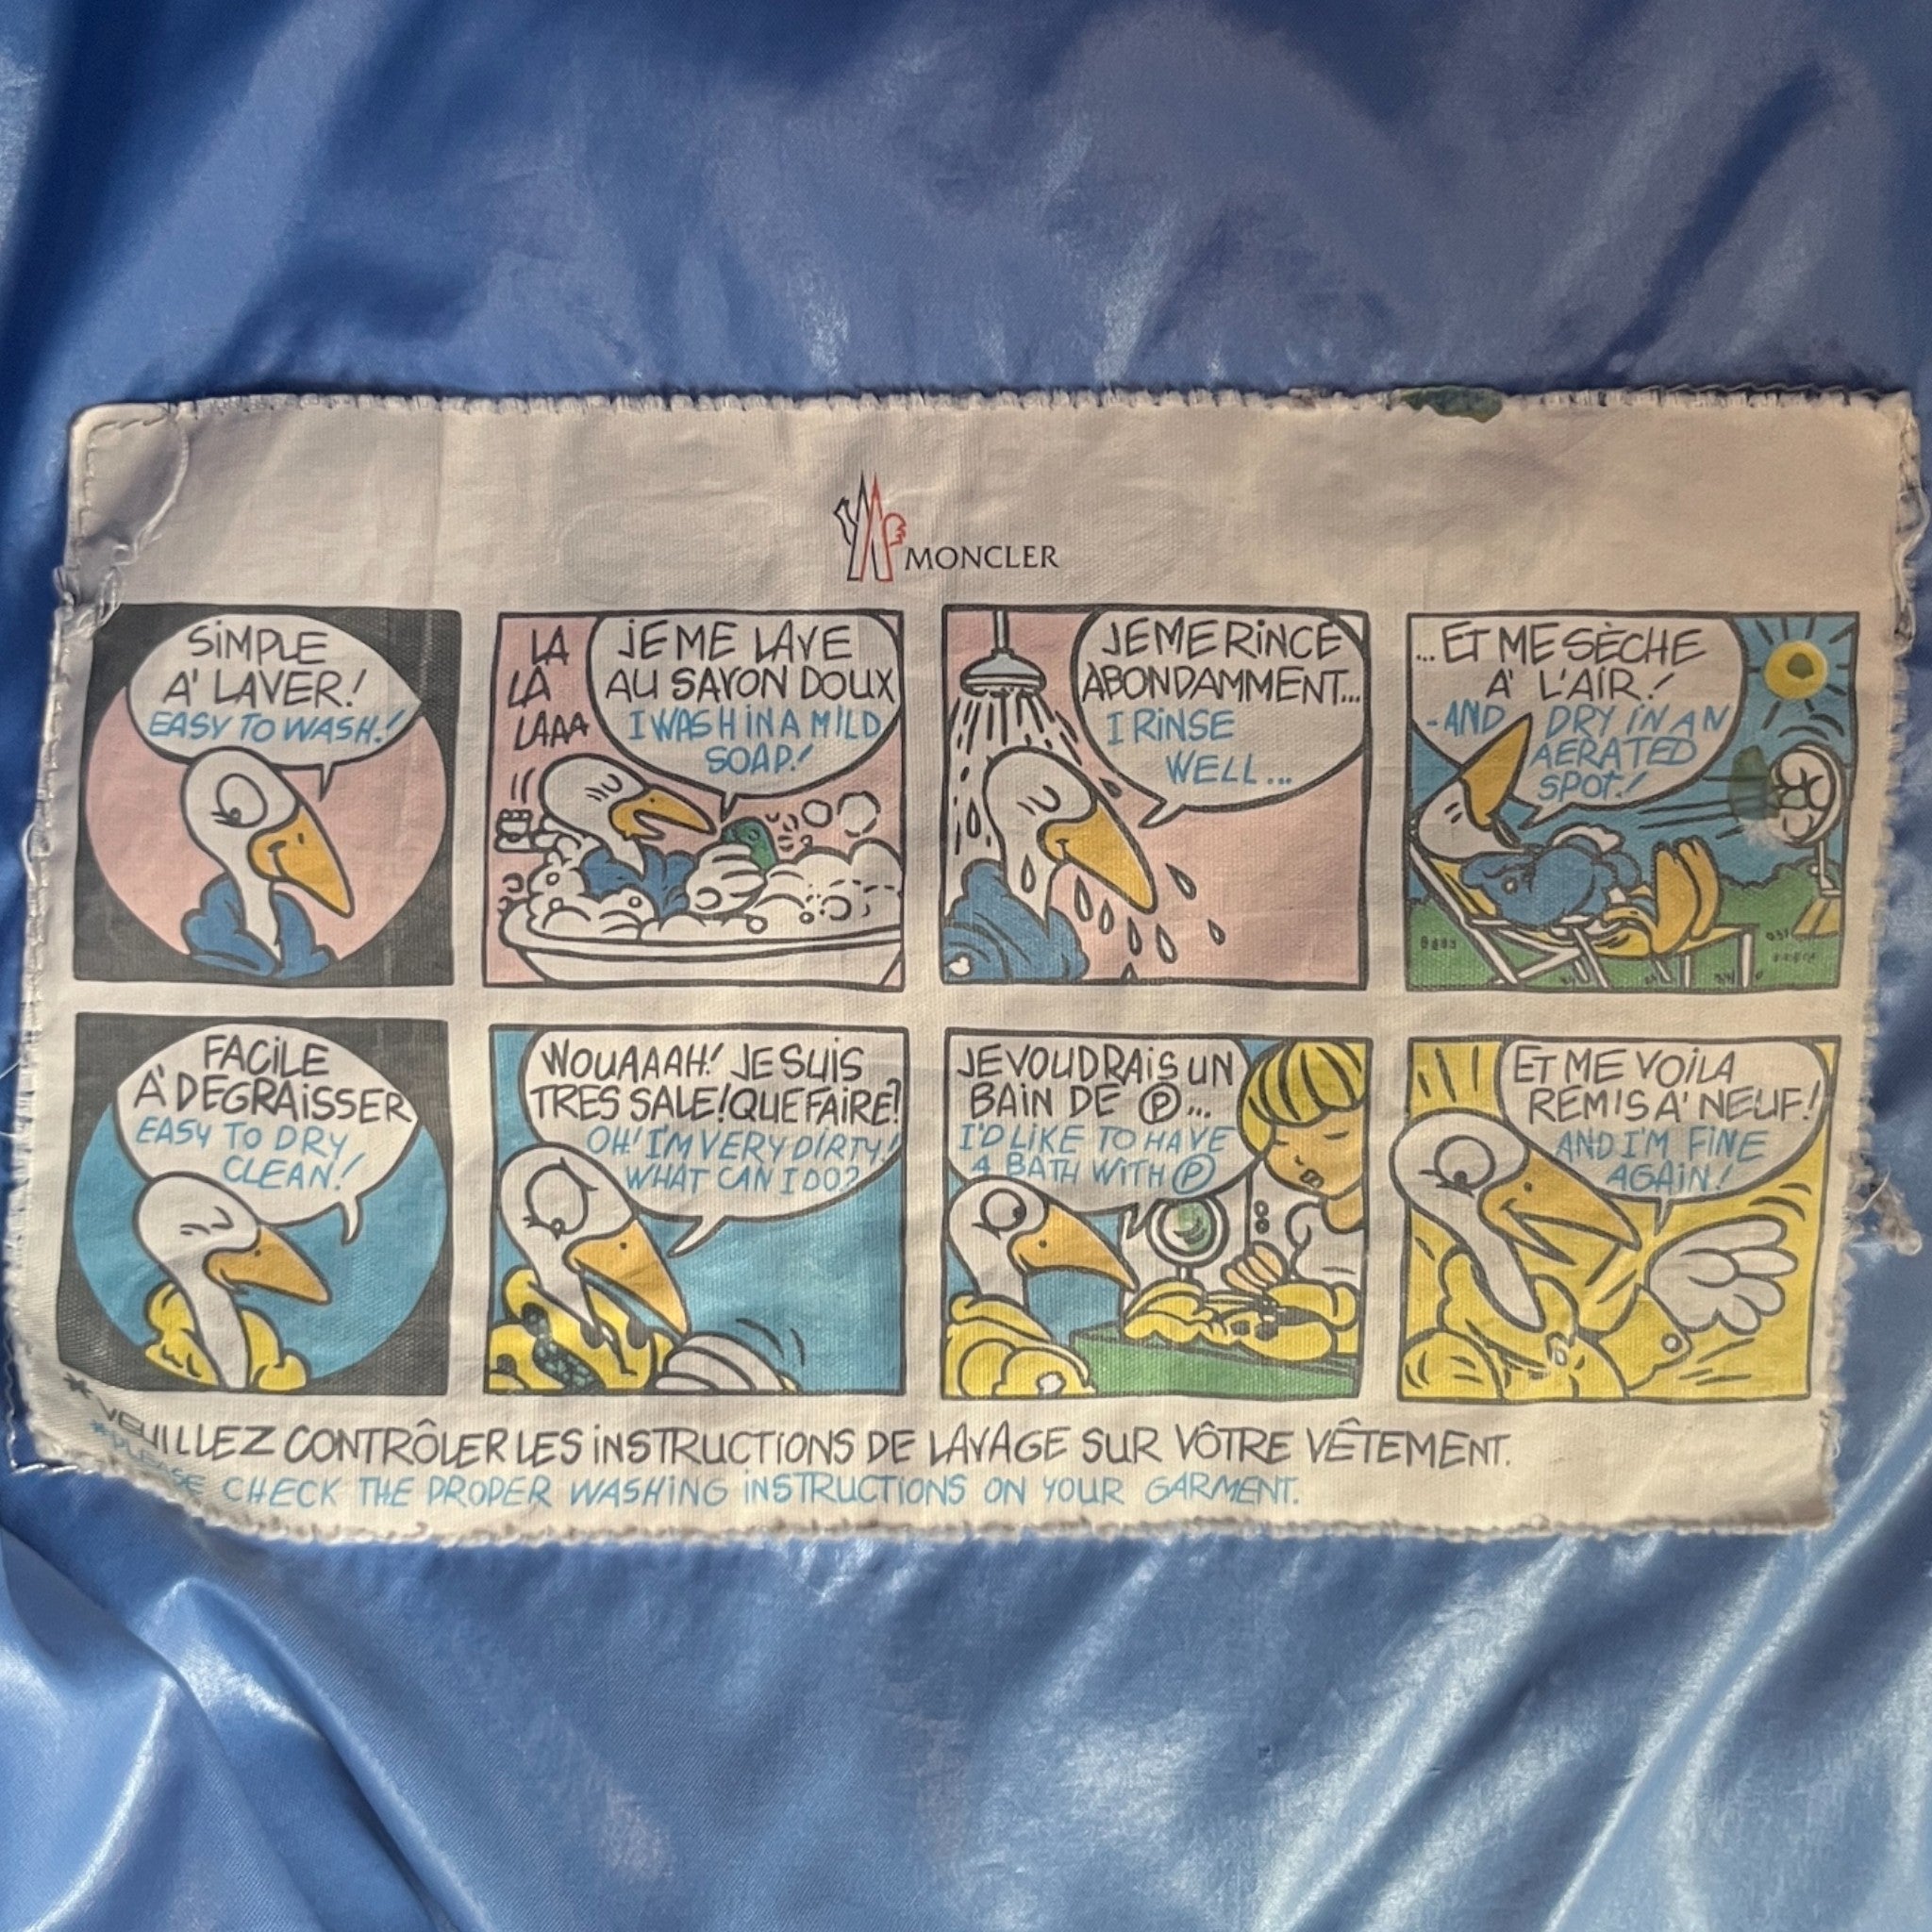 MONCLER
SiMPLE
A' LAVER!
EASY TO WASH!
LA
LA
LAAA
JE ME LAVE
AU SAVON DOUX
I WASH IN A MILD
SOAP!
JE ME RINCE
ABONDAMMENT...
I RINSE
WELL...
...ET ME SÈCHE
A' L'AIR!
-AND DRY IN AN
AERATED
SPOT!
FACiLE
A' DEGRAiSSER
EASY TO DRY
CLEAN!
WOUAAAH! JE SUIS
TRES SALE! QUE FAIRE?
OH! I'M VERY DIRTY!
WHAT CAN I DO?
JE VOUDRAiS UN
BAiN DE Ⓟ...
I'D LIKE TO HAVE
A BATH WITH Ⓟ
ET ME VOiLA
REMIS A' NEUF!
AND I'M FINE
AGAIN!
* VEUILLEZ CONTRÔLER LES iNSTRUCTiONS DE LAVAGE SUR VÔTRE VÊTEMENT.
* PLEASE CHECK THE PROPER WASHING iNSTRUCTiONS ON YOUR GARMENT.